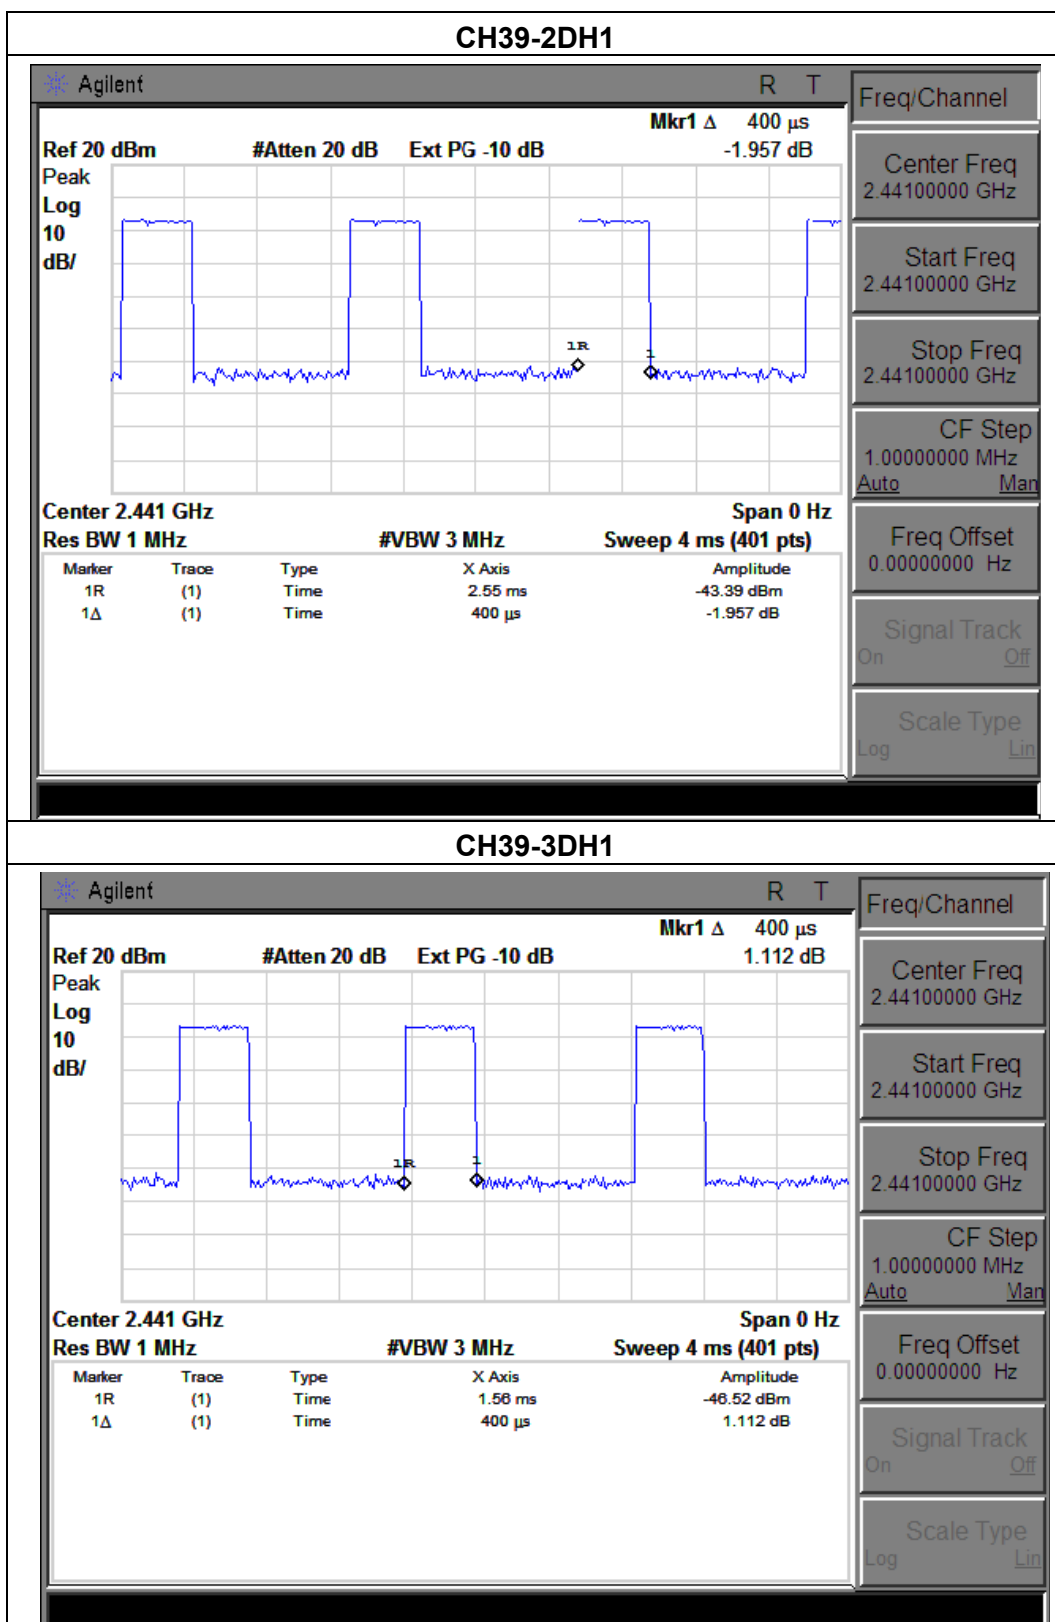 CH39-2DH1
Agilent R T
Freq/Channel
Mkr1 Δ 400 μs
Ref 20 dBm #Atten 20 dB Ext PG -10 dB -1.957 dB
Peak
Log
10
dB/
1R
1
Center 2.441 GHz Span 0 Hz
Res BW 1 MHz #VBW 3 MHz Sweep 4 ms (401 pts)
Marker Trace Type X Axis Amplitude
1R (1) Time 2.55 ms -43.39 dBm
1Δ (1) Time 400 μs -1.957 dB
Center Freq
2.44100000 GHz
Start Freq
2.44100000 GHz
Stop Freq
2.44100000 GHz
CF Step
1.00000000 MHz
Auto Man
Freq Offset
0.00000000 Hz
Signal Track
On Off
Scale Type
Log Lin
CH39-3DH1
Agilent R T
Freq/Channel
Mkr1 Δ 400 μs
Ref 20 dBm #Atten 20 dB Ext PG -10 dB 1.112 dB
Peak
Log
10
dB/
1R
1
Center 2.441 GHz Span 0 Hz
Res BW 1 MHz #VBW 3 MHz Sweep 4 ms (401 pts)
Marker Trace Type X Axis Amplitude
1R (1) Time 1.56 ms -46.52 dBm
1Δ (1) Time 400 μs 1.112 dB
Center Freq
2.44100000 GHz
Start Freq
2.44100000 GHz
Stop Freq
2.44100000 GHz
CF Step
1.00000000 MHz
Auto Man
Freq Offset
0.00000000 Hz
Signal Track
On Off
Scale Type
Log Lin